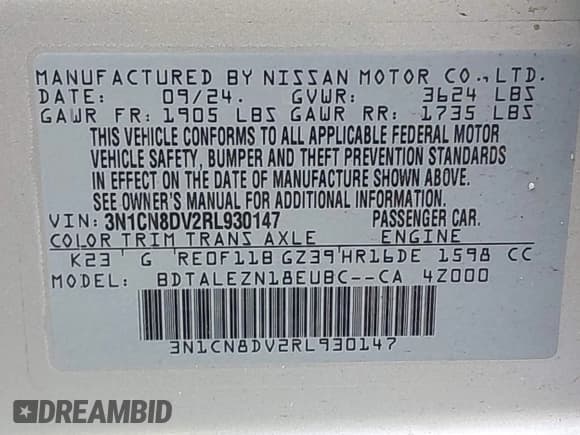 MANUFACTURED BY NISSAN MOTOR CO., LTD.
DATE: 09/24. GVWR: 3624 LBS
GAWR FR: 1905 LBS GAWR RR: 1735 LBS
THIS VEHICLE CONFORMS TO ALL APPLICABLE FEDERAL MOTOR
VEHICLE SAFETY, BUMPER AND THEFT PREVENTION STANDARDS
IN EFFECT ON THE DATE OF MANUFACTURE SHOWN ABOVE.
SEE OWNER'S MANUAL FOR ADDITIONAL INFORMATION.
VIN: 3N1CN8DV2RL930147 PASSENGER CAR.
COLOR TRIM TRANS AXLE ENGINE
K23 G RE0F11B GZ39 HR16DE 1598 CC
MODEL: BDTALEZN18EUBC--CA 4Z000
3N1CN8DV2RL930147
DREAMBID